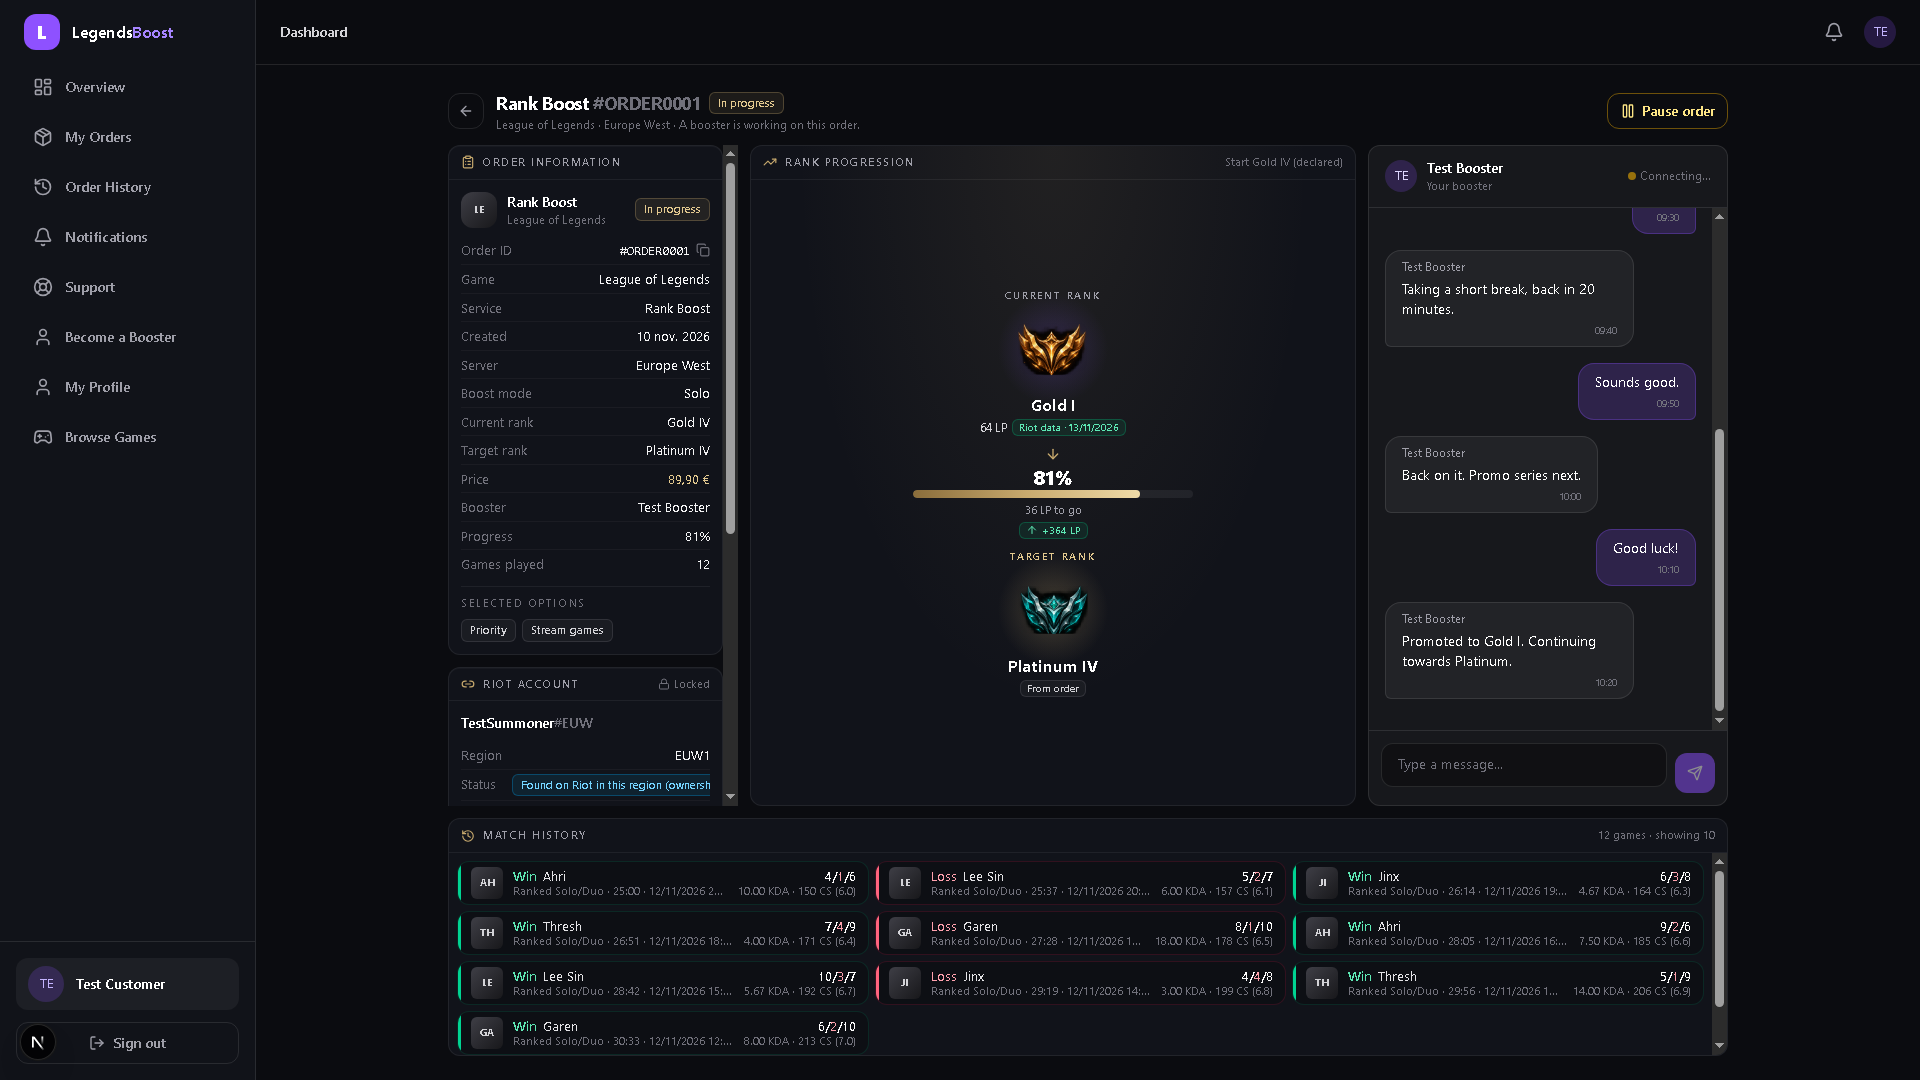 L LegendsBoost
Overview
My Orders
Order History
Notifications
Support
Become a Booster
My Profile
Browse Games
TE Test Customer
N Sign out
Dashboard
TE
Rank Boost #ORDER0001 In progress
League of Legends · Europe West · A booster is working on this order.
Pause order
ORDER INFORMATION
LE Rank Boost In progress
League of Legends
Order ID #ORDER0001
Game League of Legends
Service Rank Boost
Created 10 nov. 2026
Server Europe West
Boost mode Solo
Current rank Gold IV
Target rank Platinum IV
Price 89,90 €
Booster Test Booster
Progress 81%
Games played 12
SELECTED OPTIONS
Priority Stream games
RIOT ACCOUNT Locked
TestSummoner#EUW
Region EUW1
Status Found on Riot in this region (ownersh
RANK PROGRESSION Start Gold IV (declared)
CURRENT RANK
Gold I
64 LP Riot data · 13/11/2026
81%
36 LP to go
+364 LP
TARGET RANK
Platinum IV
From order
TE Test Booster Connecting...
Your booster
09:30
Test Booster
Taking a short break, back in 20
minutes.
09:40
Sounds good.
09:50
Test Booster
Back on it. Promo series next.
10:00
Good luck!
10:10
Test Booster
Promoted to Gold I. Continuing
towards Platinum.
10:20
Type a message...
MATCH HISTORY 12 games · showing 10
AH Win Ahri 4/1/6
Ranked Solo/Duo · 25:00 · 12/11/2026 2... 10.00 KDA · 150 CS (6.0)
LE Loss Lee Sin 5/2/7
Ranked Solo/Duo · 25:37 · 12/11/2026 20:... 6.00 KDA · 157 CS (6.1)
JI Win Jinx 6/3/8
Ranked Solo/Duo · 26:14 · 12/11/2026 19:... 4.67 KDA · 164 CS (6.3)
TH Win Thresh 7/4/9
Ranked Solo/Duo · 26:51 · 12/11/2026 18:... 4.00 KDA · 171 CS (6.4)
GA Loss Garen 8/1/10
Ranked Solo/Duo · 27:28 · 12/11/2026 1... 18.00 KDA · 178 CS (6.5)
AH Win Ahri 9/2/6
Ranked Solo/Duo · 28:05 · 12/11/2026 16:... 7.50 KDA · 185 CS (6.6)
LE Win Lee Sin 10/3/7
Ranked Solo/Duo · 28:42 · 12/11/2026 15:... 5.67 KDA · 192 CS (6.7)
JI Loss Jinx 4/4/8
Ranked Solo/Duo · 29:19 · 12/11/2026 14:... 3.00 KDA · 199 CS (6.8)
TH Win Thresh 5/1/9
Ranked Solo/Duo · 29:56 · 12/11/2026 1... 14.00 KDA · 206 CS (6.9)
GA Win Garen 6/2/10
Ranked Solo/Duo · 30:33 · 12/11/2026 12:... 8.00 KDA · 213 CS (7.0)